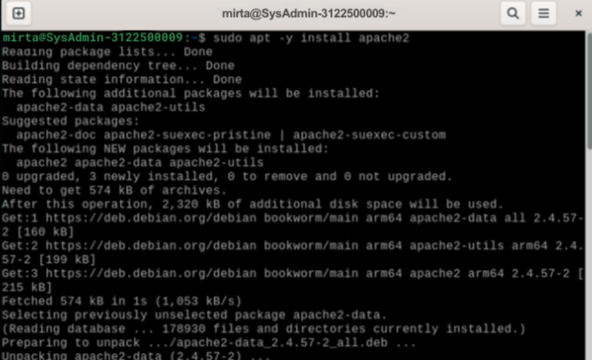 mirta@SysAdmin-3122500009:~
mirta@SysAdmin-3122500009:~$ sudo apt -y install apache2
Reading package lists... Done
Building dependency tree... Done
Reading state information... Done
The following additional packages will be installed:
  apache2-data apache2-utils
Suggested packages:
  apache2-doc apache2-suexec-pristine | apache2-suexec-custom
The following NEW packages will be installed:
  apache2 apache2-data apache2-utils
0 upgraded, 3 newly installed, 0 to remove and 0 not upgraded.
Need to get 574 kB of archives.
After this operation, 2,320 kB of additional disk space will be used.
Get:1 https://deb.debian.org/debian bookworm/main arm64 apache2-data all 2.4.57-
2 [160 kB]
Get:2 https://deb.debian.org/debian bookworm/main arm64 apache2-utils arm64 2.4.
57-2 [199 kB]
Get:3 https://deb.debian.org/debian bookworm/main arm64 apache2 arm64 2.4.57-2 [
215 kB]
Fetched 574 kB in 1s (1,053 kB/s)
Selecting previously unselected package apache2-data.
(Reading database ... 178930 files and directories currently installed.)
Preparing to unpack .../apache2-data_2.4.57-2_all.deb ...
Unpacking apache2-data (2.4.57-2) ...